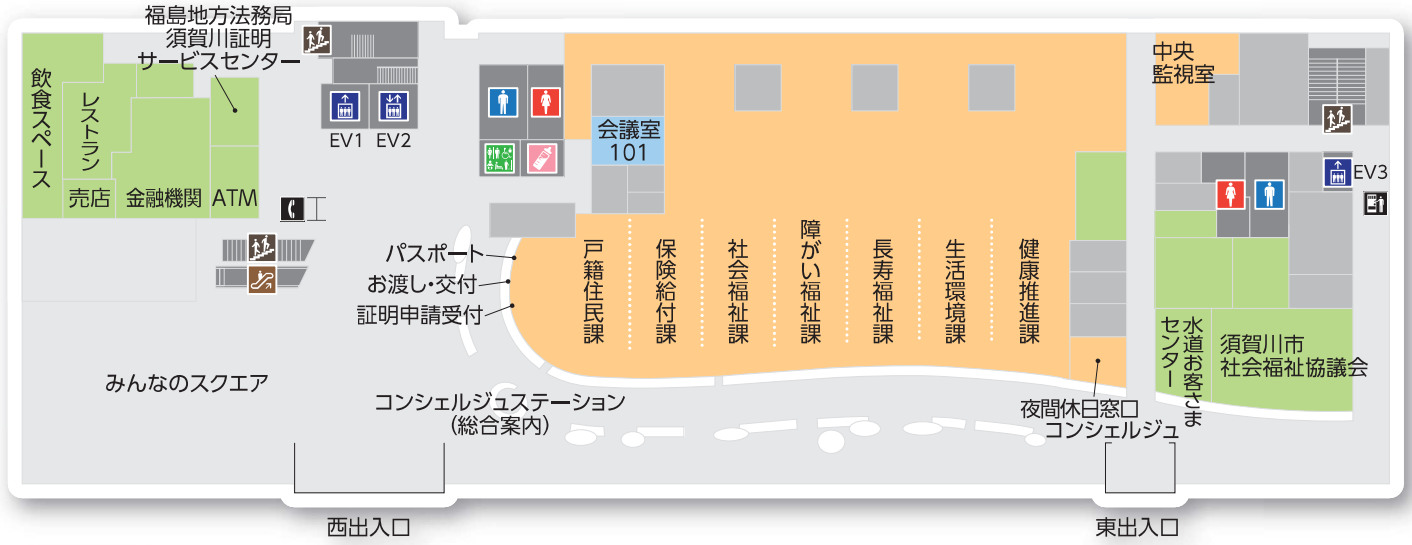 福島地方法務局
須賀川証明
サービスセンター
飲食スペース
レストラン
売店
金融機関
ATM
EV1
EV2
会議室
101
中央
監視室
EV3
パスポート
お渡し・交付
証明申請受付
戸籍住民課
保険給付課
社会福祉課
障がい福祉課
長寿福祉課
生活環境課
健康推進課
水道お客さま
センター
須賀川市
社会福祉協議会
みんなのスクエア
コンシェルジュステーション
(総合案内)
夜間休日窓口
コンシェルジュ
西出入口
東出入口